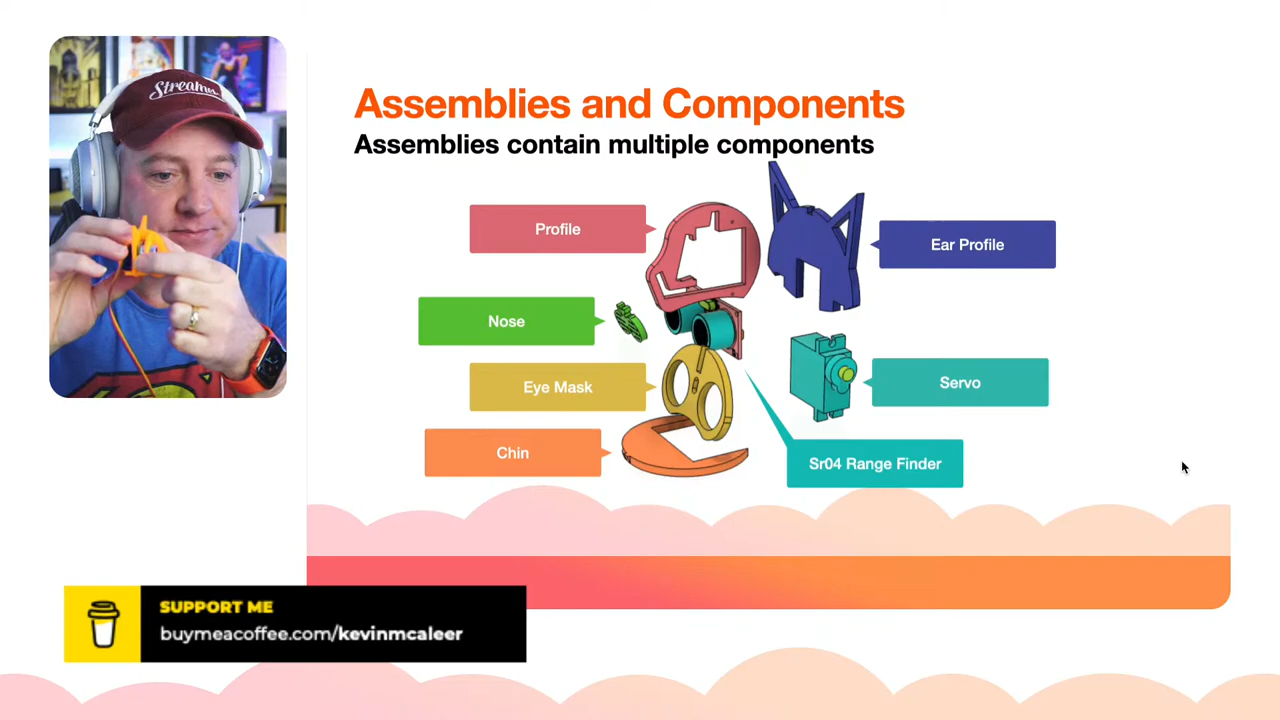 Streamer
Assemblies and Components
Assemblies contain multiple components
Profile
Ear Profile
Nose
Eye Mask
Servo
Chin
Sr04 Range Finder
SUPPORT ME
buymeacoffee.com/kevinmcaleer